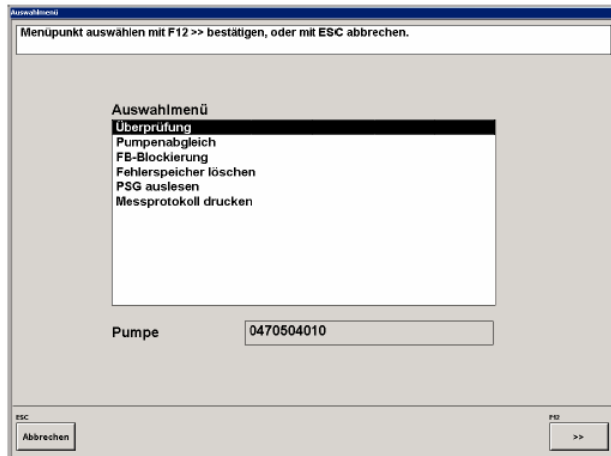 Auswahlmenü
Menüpunkt auswählen mit F12 >> bestätigen, oder mit ESC abbrechen.
Auswahlmenü
Überprüfung
Pumpenabgleich
FB-Blockierung
Fehlerspeicher löschen
PSG auslesen
Messprotokoll drucken
Pumpe 0470504010
ESC F12
Abbrechen >>